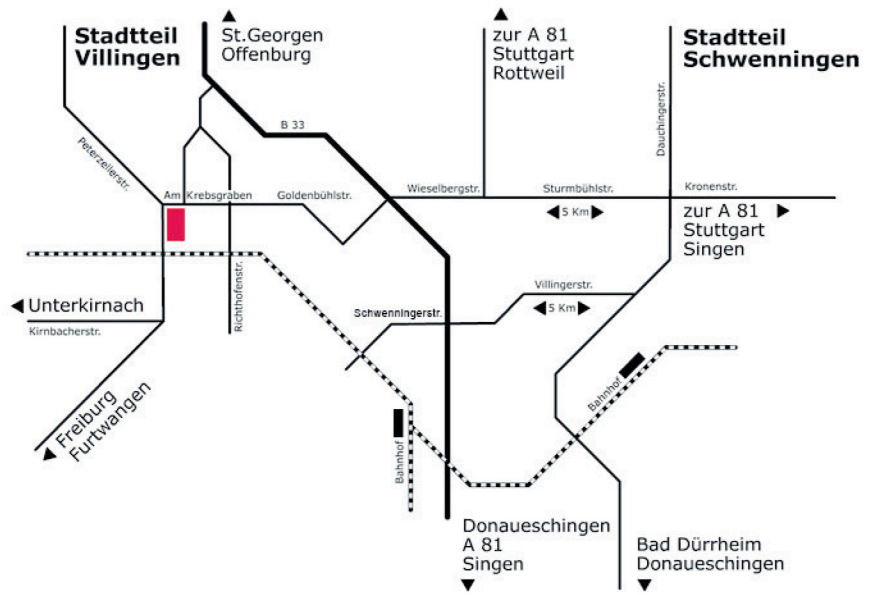 Stadtteil
Villingen
St.Georgen
Offenburg
zur A 81
Stuttgart
Rottweil
Stadtteil
Schwenningen
B 33
Peterzellerstr.
Dauchingerstr.
Am Krebsgraben
Goldenbühlstr.
Wieselbergstr.
Sturmbühlstr.
Kronenstr.
5 Km
zur A 81
Stuttgart
Singen
Richthofenstr.
Villingerstr.
5 Km
Unterkirnach
Kirnbacherstr.
Schwenningerstr.
Freiburg
Furtwangen
Bahnhof
Bahnhof
Donaueschingen
A 81
Singen
Bad Dürrheim
Donaueschingen